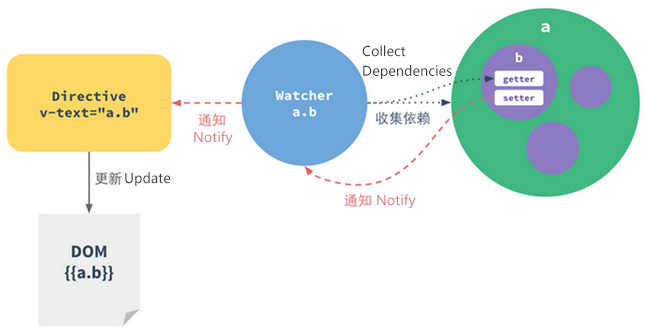 a
Collect
Dependencies
b
getter
setter
Directive
v-text="a.b"
Watcher
a.b
通知
Notify
收集依赖
更新 Update
通知 Notify
DOM
{{a.b}}